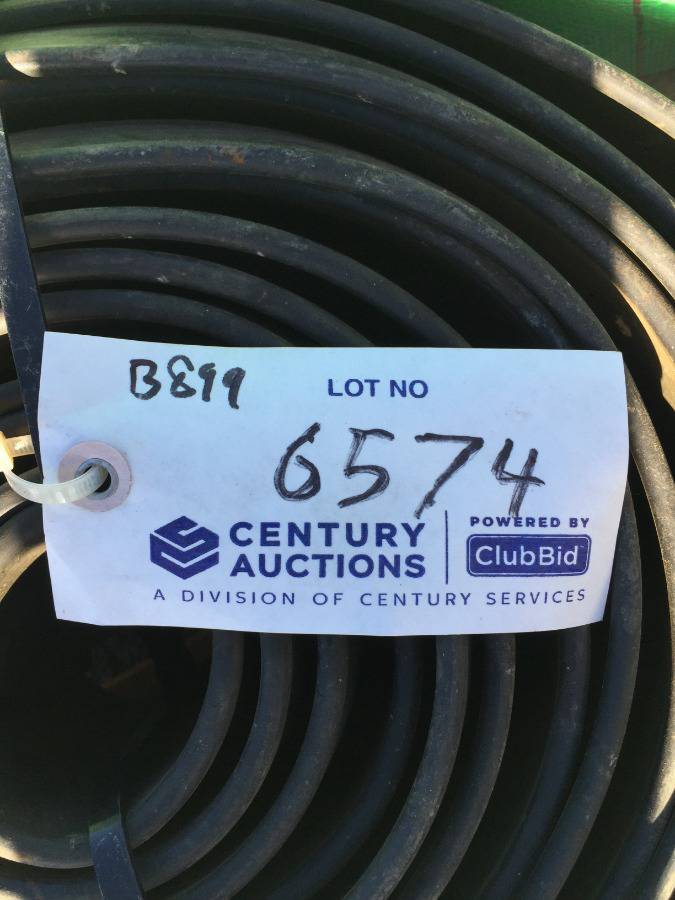 B899 LOT NO
6574
CENTURY AUCTIONS
POWERED BY ClubBid
A DIVISION OF CENTURY SERVICES